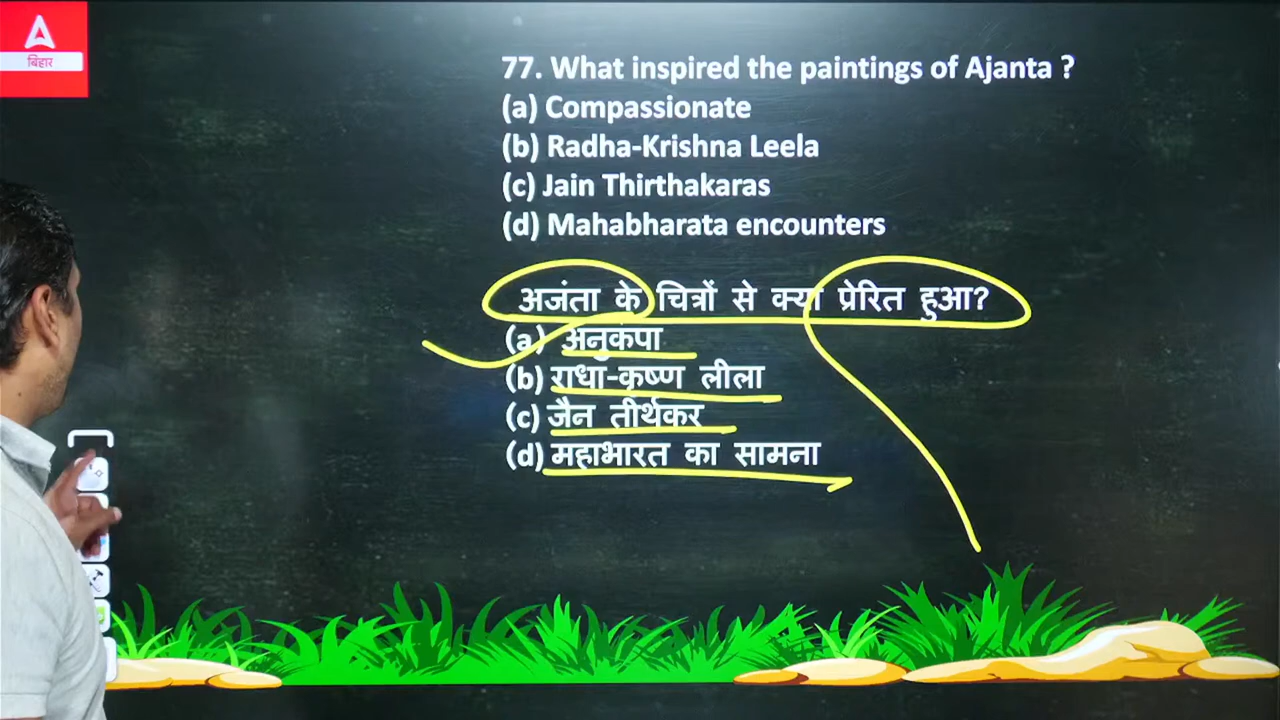 बिहार
77. What inspired the paintings of Ajanta ?
(a) Compassionate
(b) Radha-Krishna Leela
(c) Jain Thirthakaras
(d) Mahabharata encounters
अजंता के चित्रों से क्या प्रेरित हुआ?
(a) अनुकंपा
(b) राधा-कृष्ण लीला
(c) जैन तीर्थकर
(d) महाभारत का सामना